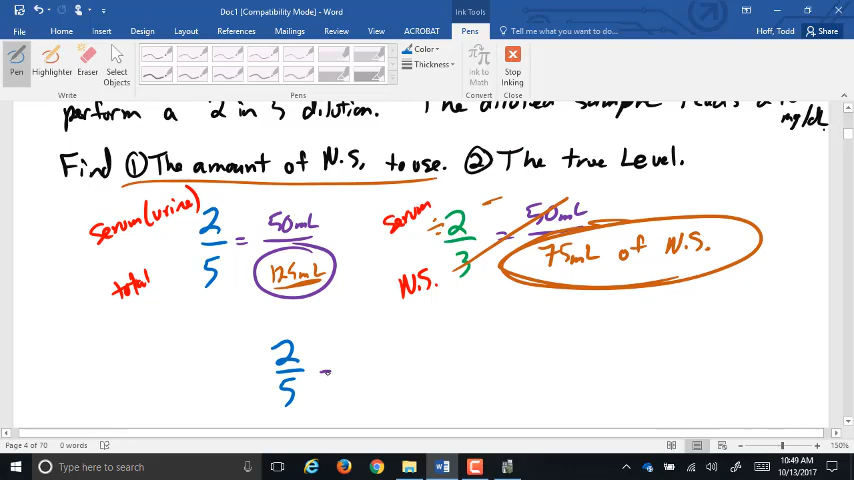 Doc1 [Compatibility Mode] - Word
Ink Tools
Hoff, Todd
File Home Insert Design Layout References Mailings Review View ACROBAT Pens Tell me what you want to do... Share
Pen Highlighter Eraser Select Objects
Color Thickness
Ink to Math Stop Inking
Write Pens
perform a 2 in 5 dilution. The diluted sample reads a
mg/dL
Find ① The amount of N.S. to use. ② The true Level.
serum(urine) 2/5 = 50mL/125mL
total
serum ÷ 2/3 = 50mL/75mL of N.S.
N.S.
2/5 =
Page 4 of 70 0 words 150%
Type here to search
10:49 AM
10/13/2017